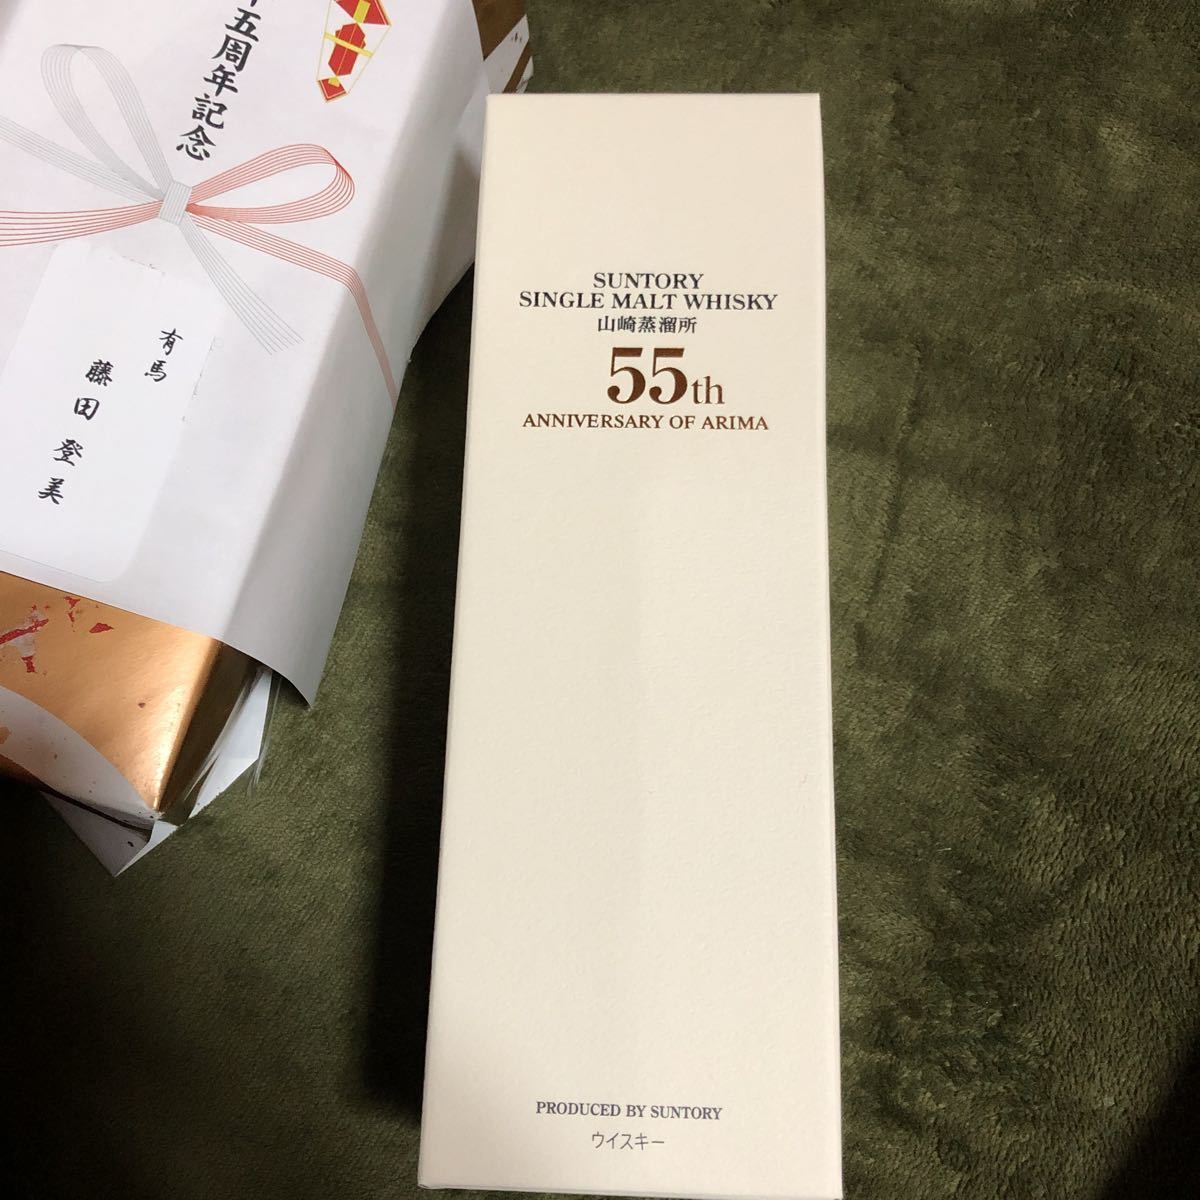 五周年記念
有馬
藤田登美
SUNTORY
SINGLE MALT WHISKY
山崎蒸溜所
55th
ANNIVERSARY OF ARIMA
PRODUCED BY SUNTORY
ウイスキー